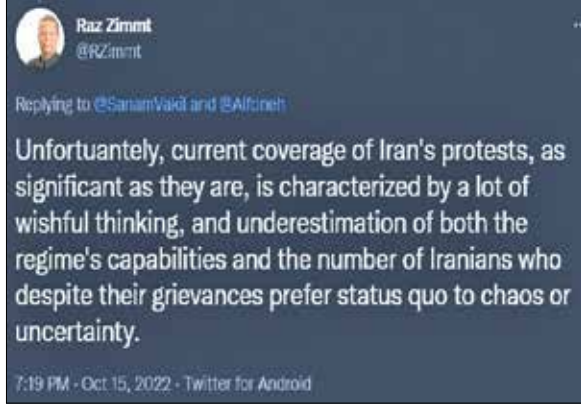 Raz Zimmt
@RZimmt
Replying to @SanamVakil and @Alfoneh
Unfortuantely, current coverage of Iran's protests, as
significant as they are, is characterized by a lot of
wishful thinking, and underestimation of both the
regime's capabilities and the number of Iranians who
despite their grievances prefer status quo to chaos or
uncertainty.
7:19 PM · Oct 15, 2022 · Twitter for Android